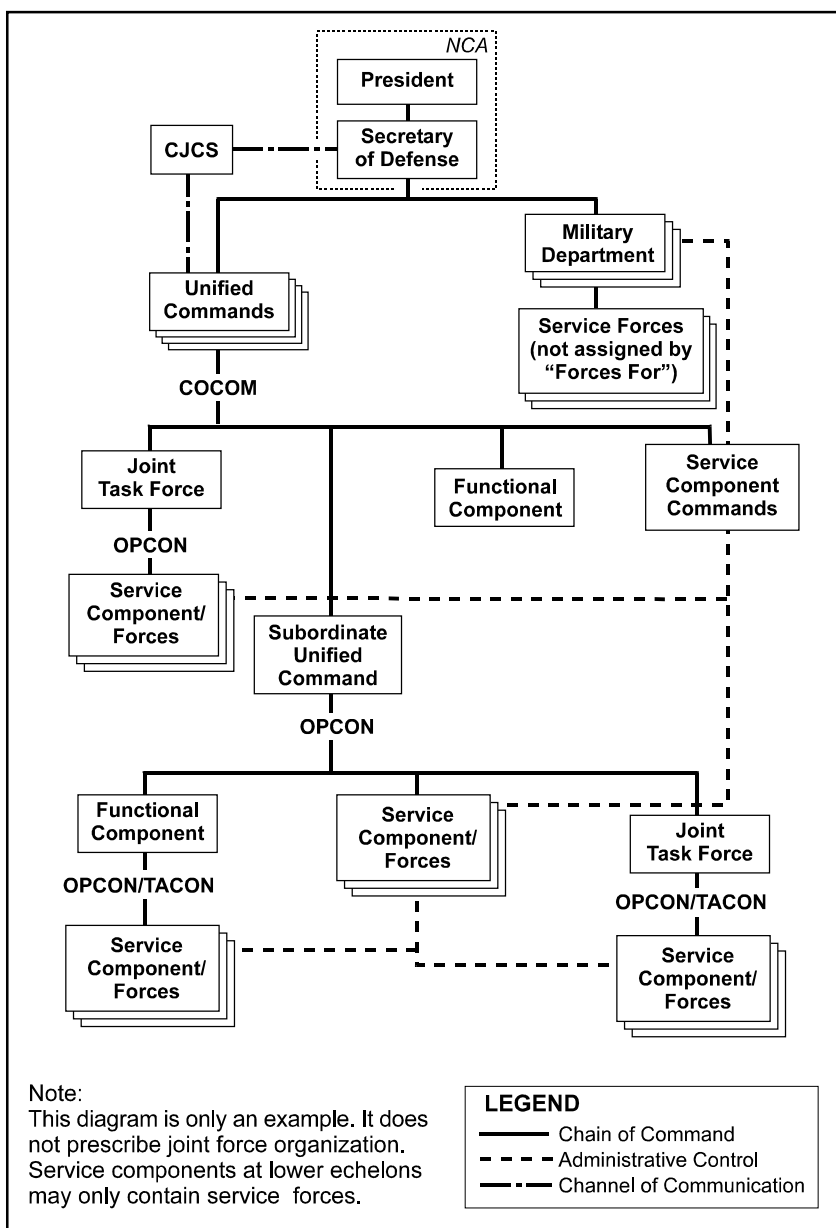 NCA
President
Secretary
of Defense
CJCS
Military
Department
Unified
Commands
Service Forces
(not assigned by
“Forces For”)
COCOM
Joint
Task Force
Functional
Component
Service
Component
Commands
OPCON
Service
Component/
Forces
Subordinate
Unified
Command
OPCON
Functional
Component
Service
Component/
Forces
Joint
Task Force
OPCON/TACON
OPCON/TACON
Service
Component/
Forces
Service
Component/
Forces
Note:
This diagram is only an example. It does
not prescribe joint force organization.
Service components at lower echelons
may only contain service forces.
LEGEND
Chain of Command
Administrative Control
Channel of Communication